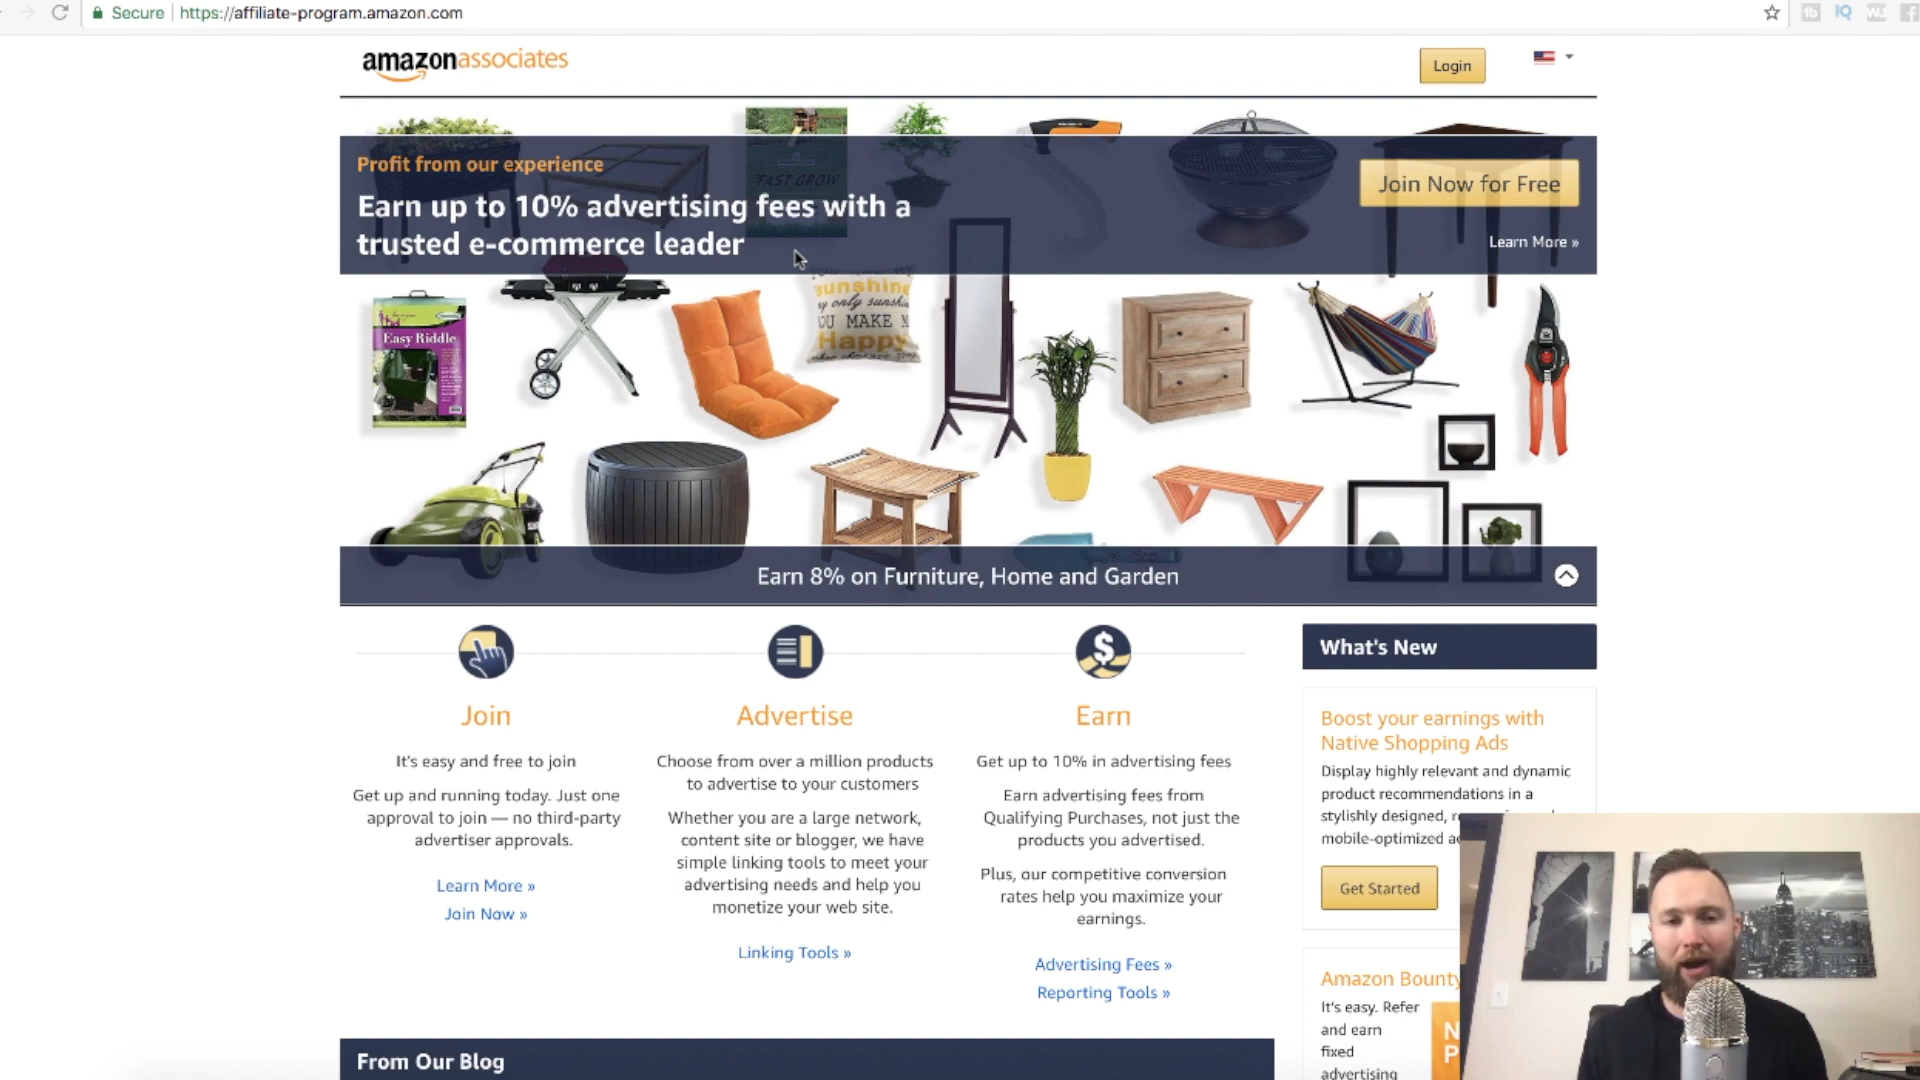 Secure | https://affiliate-program.amazon.com
amazonassociates
Login
Profit from our experience
Earn up to 10% advertising fees with a
trusted e-commerce leader
Join Now for Free
Learn More »
FAST GROW
Easy Riddle
sunshine
my only sunshine
YOU MAKE M
Happy
Earn 8% on Furniture, Home and Garden
Join
It's easy and free to join
Get up and running today. Just one
approval to join — no third-party
advertiser approvals.
Learn More »
Join Now »
Advertise
Choose from over a million products
to advertise to your customers
Whether you are a large network,
content site or blogger, we have
simple linking tools to meet your
advertising needs and help you
monetize your web site.
Linking Tools »
Earn
Get up to 10% in advertising fees
Earn advertising fees from
Qualifying Purchases, not just the
products you advertised.
Plus, our competitive conversion
rates help you maximize your
earnings.
Advertising Fees »
Reporting Tools »
What's New
Boost your earnings with
Native Shopping Ads
Display highly relevant and dynamic
product recommendations in a
stylishly designed,
mobile-optimized
Get Started
Amazon Bounty
It's easy. Refer
and earn
fixed
advertising
From Our Blog